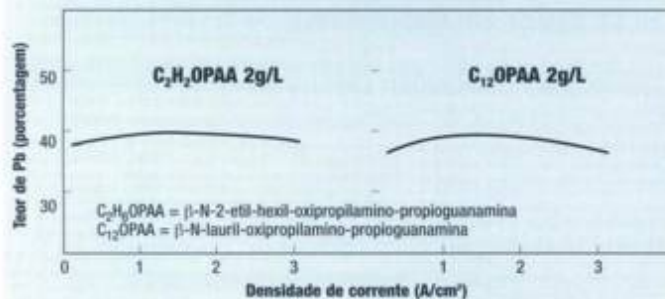 Teor de Pb (porcentagem)
50
40
30
C₂H₂OPAA 2g/L
C₁₂OPAA 2g/L
C₂H₆OPAA = β-N-2-etil-hexil-oxipropilamino-propioguanamina
C₁₂OPAA = β-N-lauril-oxipropilamino-propioguanamina
0 1 2 3 1 2 3
Densidade de corrente (A/cm²)